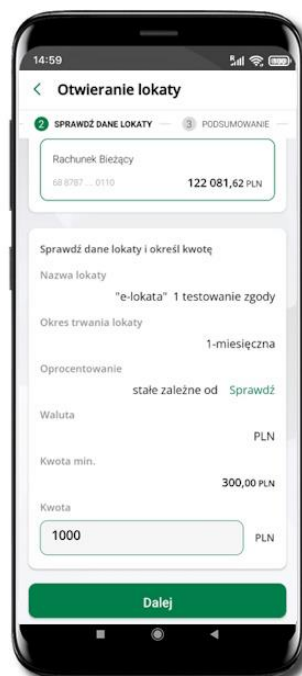 14:59
Otwieranie lokaty
2 SPRAWDŹ DANE LOKATY 3 PODSUMOWANIE
Rachunek Bieżący
68 8787 . . 0110 122 081,62 PLN
Sprawdź dane lokaty i określ kwotę
Nazwa lokaty
"e-lokata" 1 testowanie zgody
Okres trwania lokaty
1-miesięczna
Oprocentowanie
stałe zależne od Sprawdź
Waluta
PLN
Kwota min.
300,00 PLN
Kwota
1000 PLN
Dalej